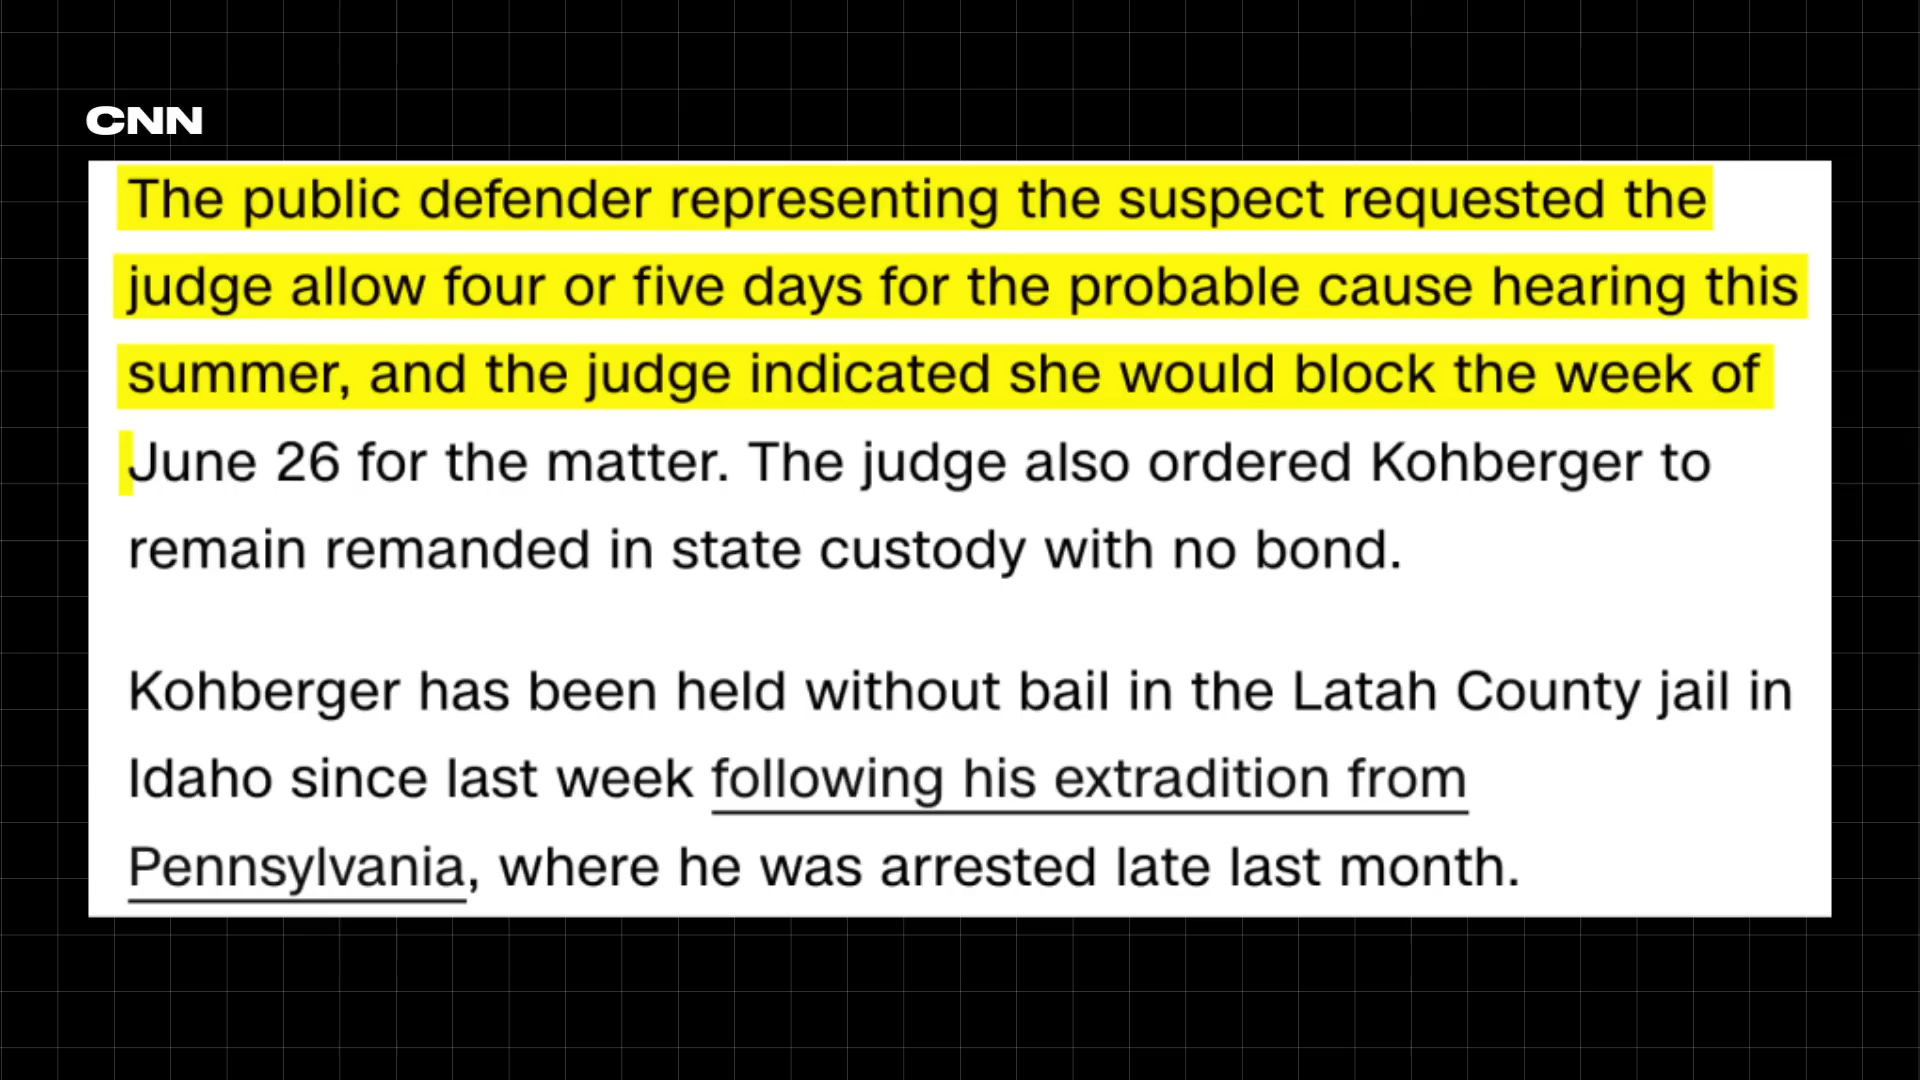 CNN
The public defender representing the suspect requested the
judge allow four or five days for the probable cause hearing this
summer, and the judge indicated she would block the week of
June 26 for the matter. The judge also ordered Kohberger to
remain remanded in state custody with no bond.
Kohberger has been held without bail in the Latah County jail in
Idaho since last week following his extradition from
Pennsylvania, where he was arrested late last month.